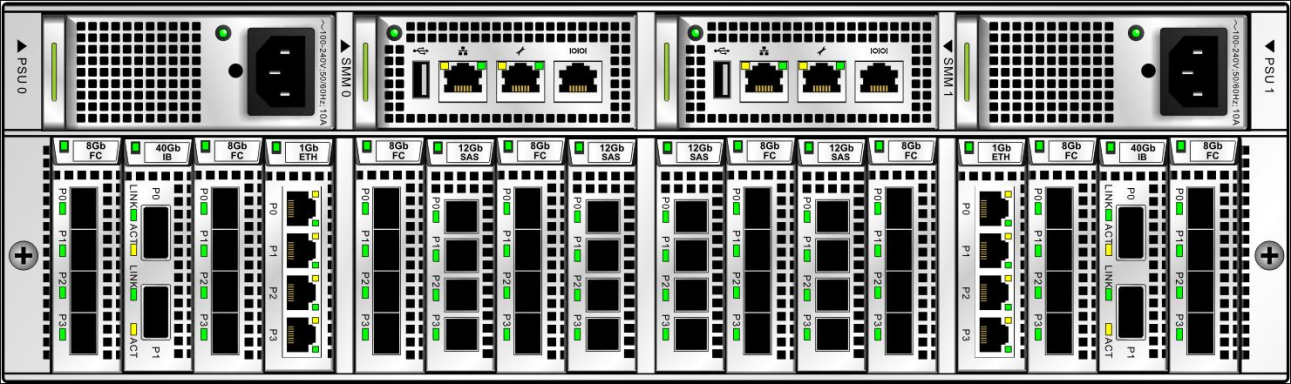 PSU 0
~100-240V;50/60Hz; 10A
SMM 0
IOIOI
SMM 1
IOIOI
~100-240V;50/60Hz; 10A
PSU 1
8Gb
FC
40Gb
IB
8Gb
FC
1Gb
ETH
8Gb
FC
12Gb
SAS
8Gb
FC
12Gb
SAS
12Gb
SAS
8Gb
FC
12Gb
SAS
8Gb
FC
1Gb
ETH
8Gb
FC
40Gb
IB
8Gb
FC
P0
P1
P2
P3
P0
LINK
ACT
LINK
ACT
P1
P0
P1
P2
P3
P0
P1
P2
P3
P0
P1
P2
P3
P0
P1
P2
P3
P0
P1
P2
P3
P0
P1
P2
P3
P0
P1
P2
P3
P0
P1
P2
P3
P0
P1
P2
P3
P0
P1
P2
P3
P0
P1
P2
P3
P0
P1
P2
P3
P0
LINK
ACT
LINK
ACT
P1
P0
P1
P2
P3